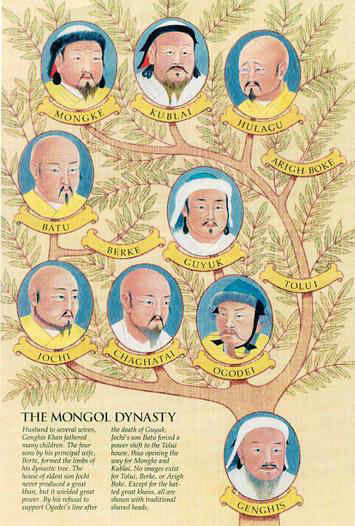 MONGKE
KUBLAI
HULAGU
ARIGH BOKE
BATU
BERKE
GUYUK
TOLUI
JOCHI
CHAGHATAI
OGODEI
GENGHIS
THE MONGOL DYNASTY
Husband to several wives,
Genghis Khan fathered
many children. The four
sons by his principal wife,
Borte, formed the limbs of
his dynastic tree. The
house of eldest son Jochi
never produced a great
khan, but it wielded great
power. By his refusal to
support Ogodei's line after
the death of Guyuk,
Jochi's son Batu forced a
power shift to the Tolui
house, thus opening the
way for Mongke and
Kublai. No images exist
for Tolui, Berke, or Arigh
Boke. Except for the hat-
ted great khans, all are
shown with traditional
shaved heads.